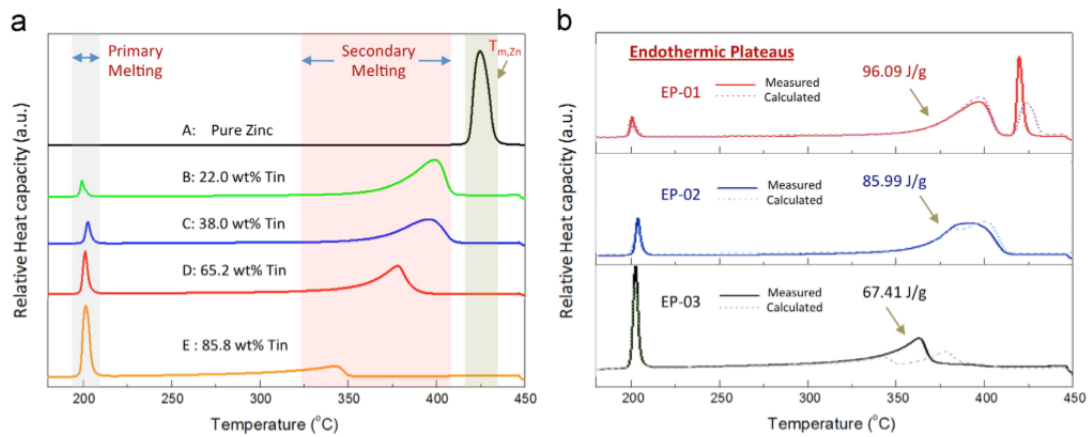 a
Primary
Melting
Secondary
Melting
Tm,Zn
A: Pure Zinc
B: 22.0 wt% Tin
C: 38.0 wt% Tin
D: 65.2 wt% Tin
E : 85.8 wt% Tin
Relative Heat capacity (a.u.)
200 250 300 350 400 450
Temperature (°C)
b
Endothermic Plateaus
EP-01 Measured
Calculated
96.09 J/g
EP-02 Measured
Calculated
85.99 J/g
EP-03 Measured
Calculated
67.41 J/g
Relative Heat capacity (a.u.)
200 250 300 350 400 450
Temperature (°C)